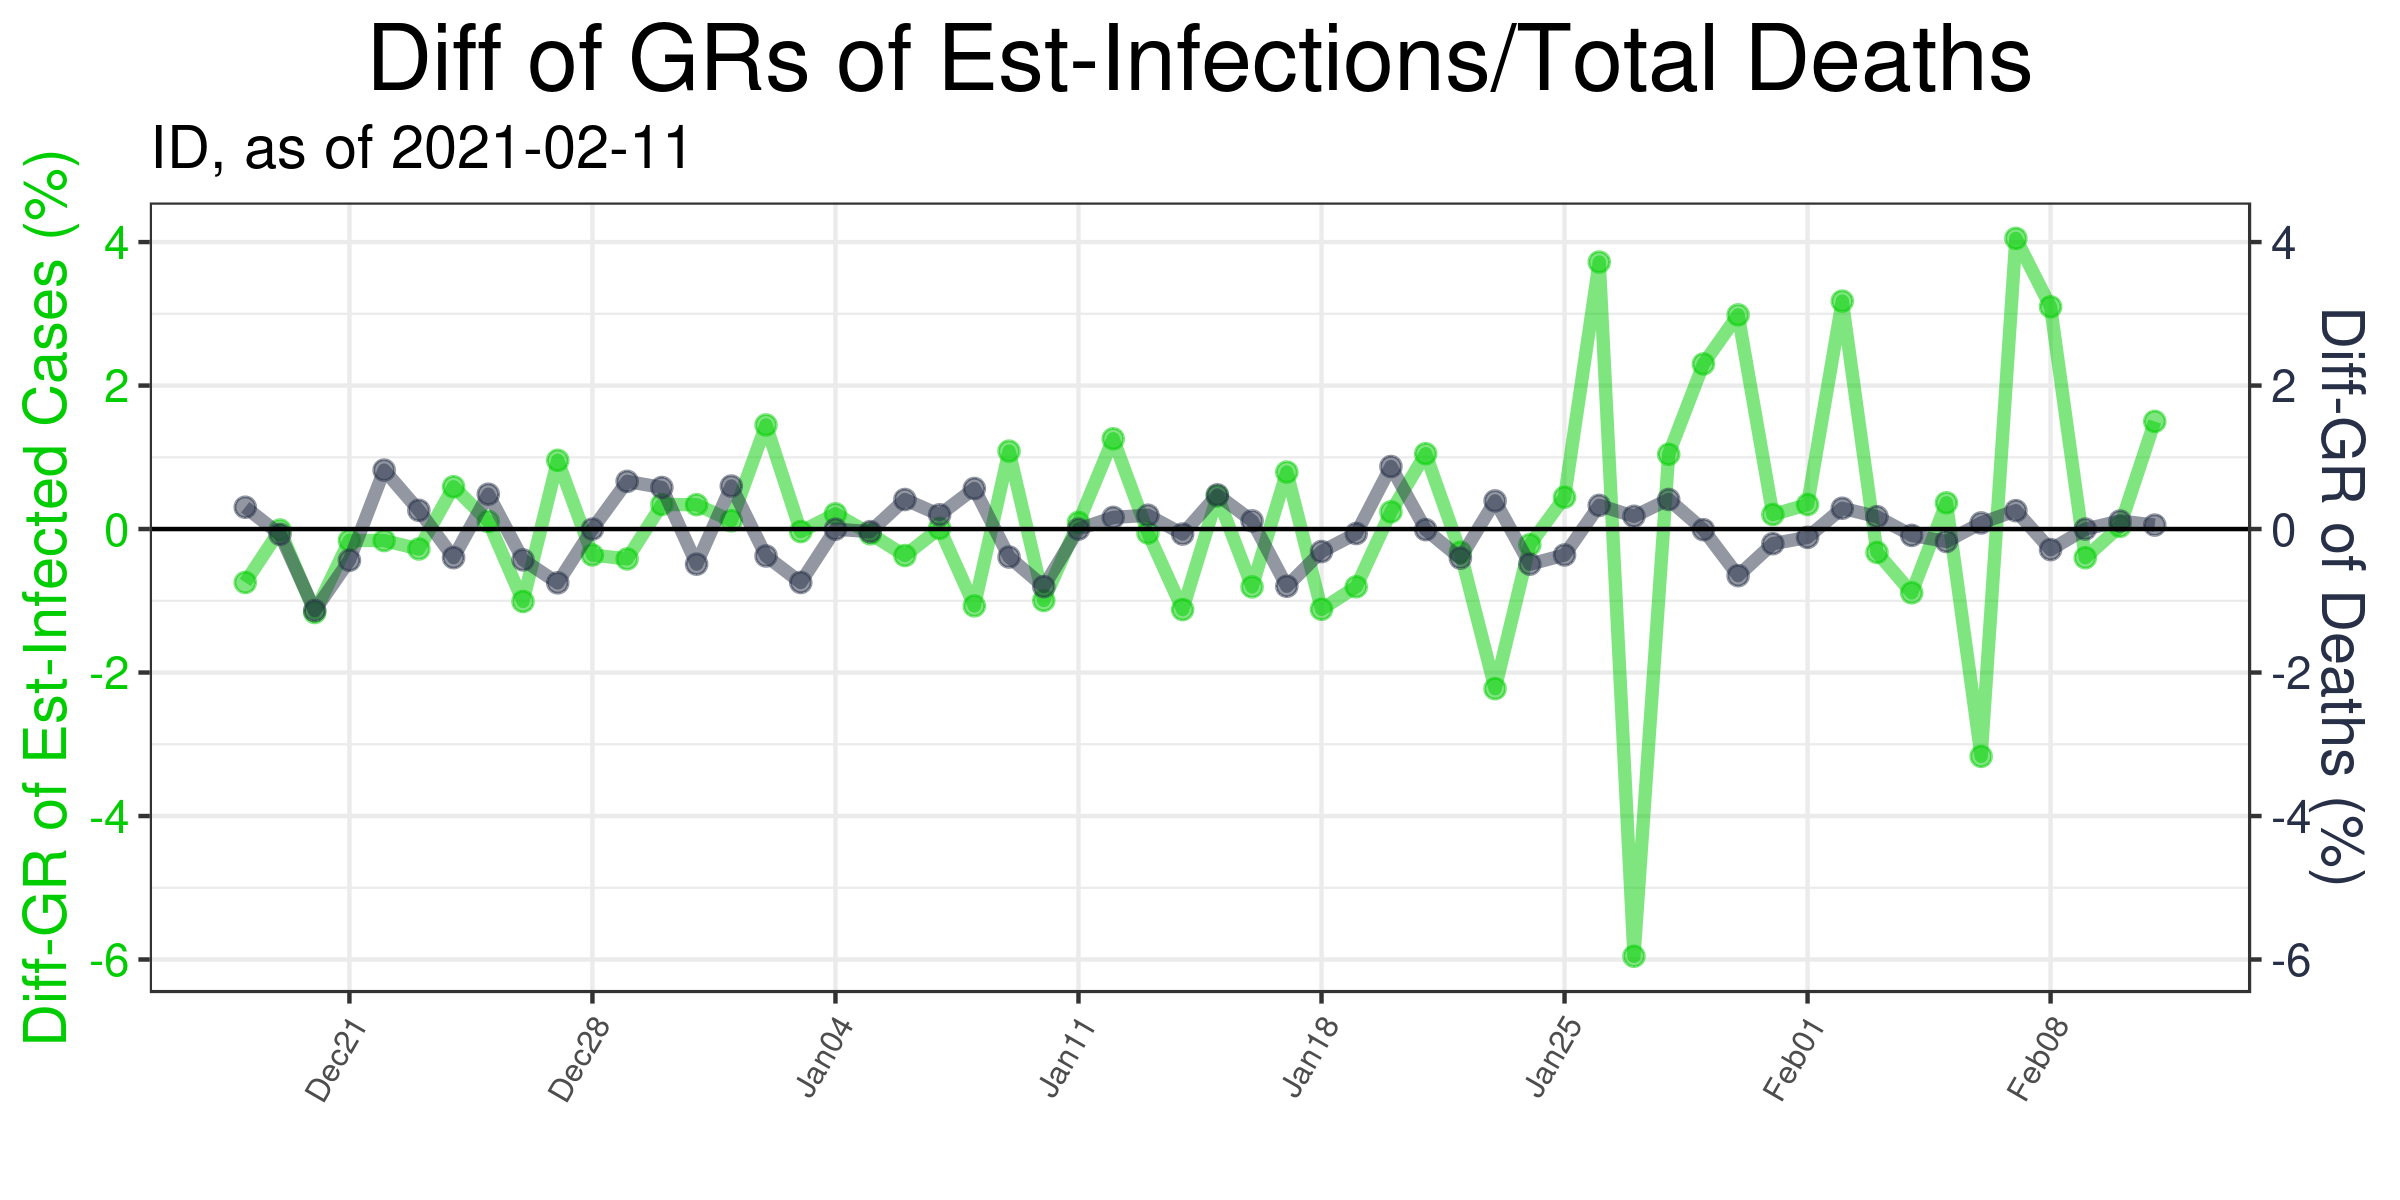 Diff of GRs of Est-Infections/Total Deaths
ID, as of 2021-02-11
Diff-GR of Est-Infected Cases (%)
4
2
0
-2
-4
-6
4
2
0
-2
-4
-6
Diff-GR of Deaths (%)
Dec21
Dec28
Jan04
Jan11
Jan18
Jan25
Feb01
Feb08